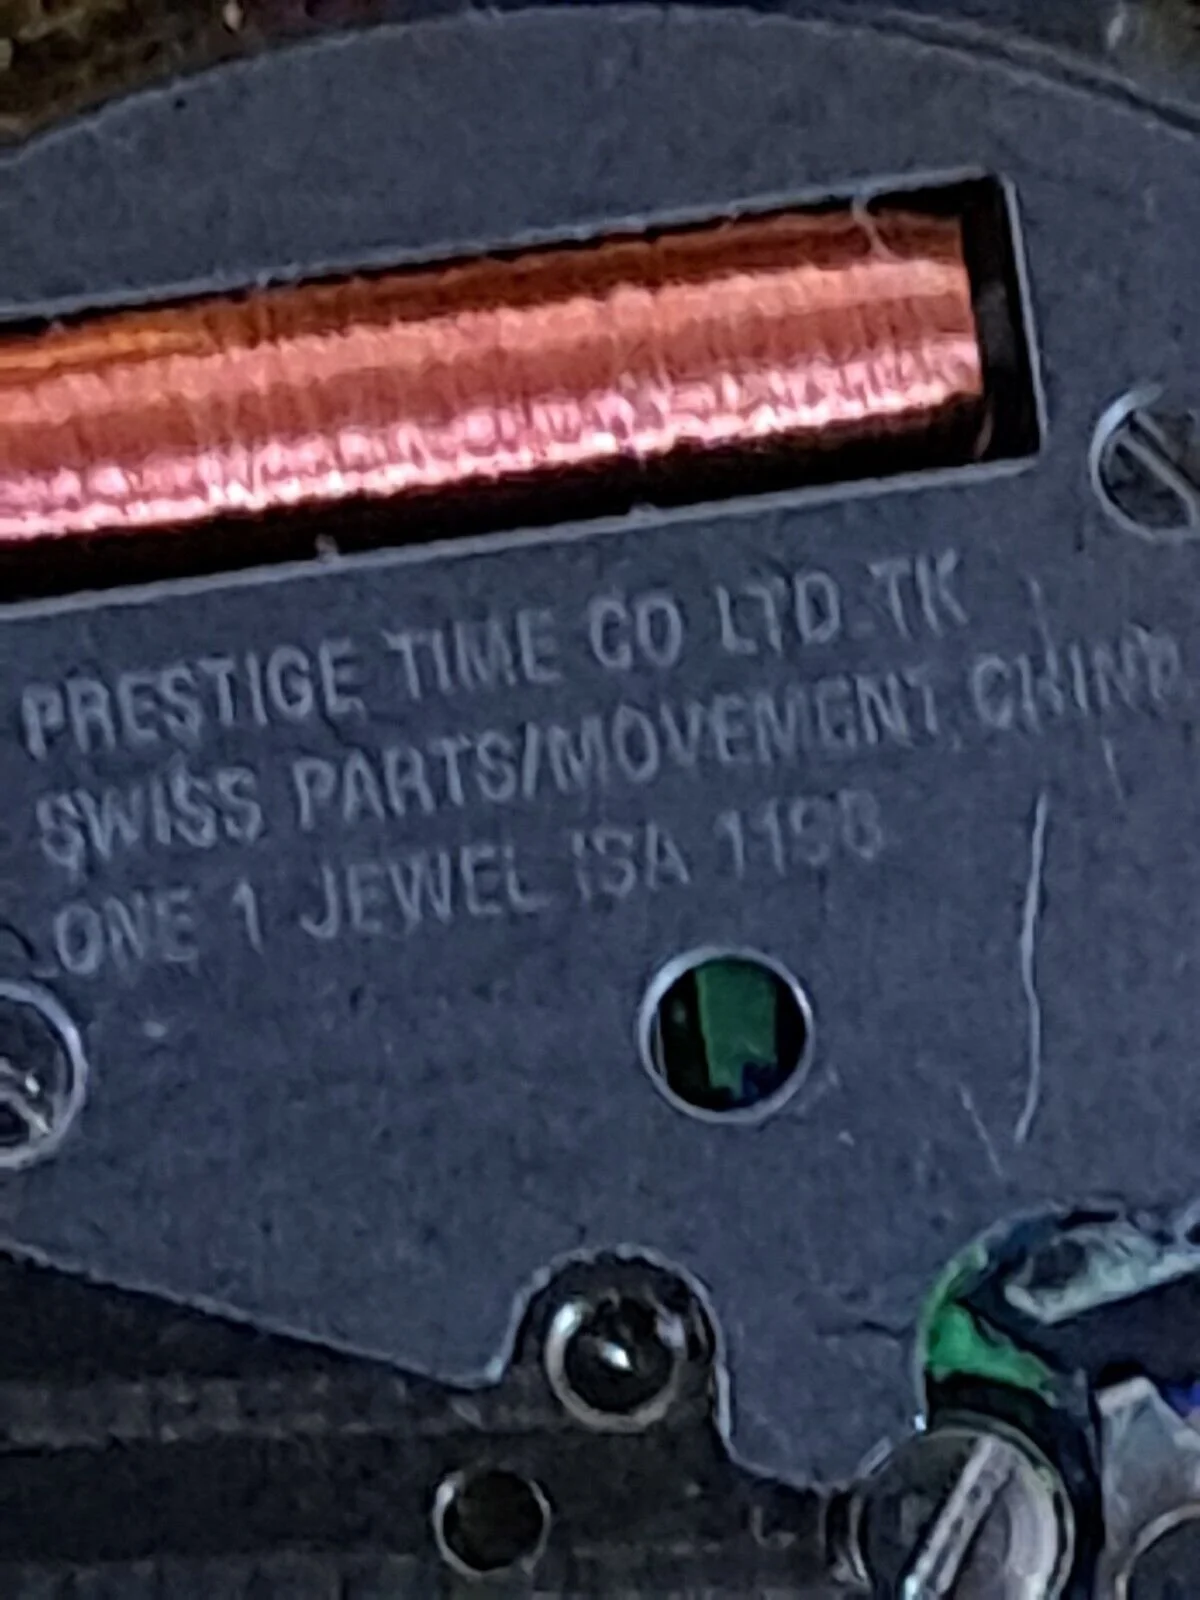 PRESTIGE TIME CO LTD TK
SWISS PARTS/MOVEMENT CHINA
ONE 1 JEWEL ISA 1198